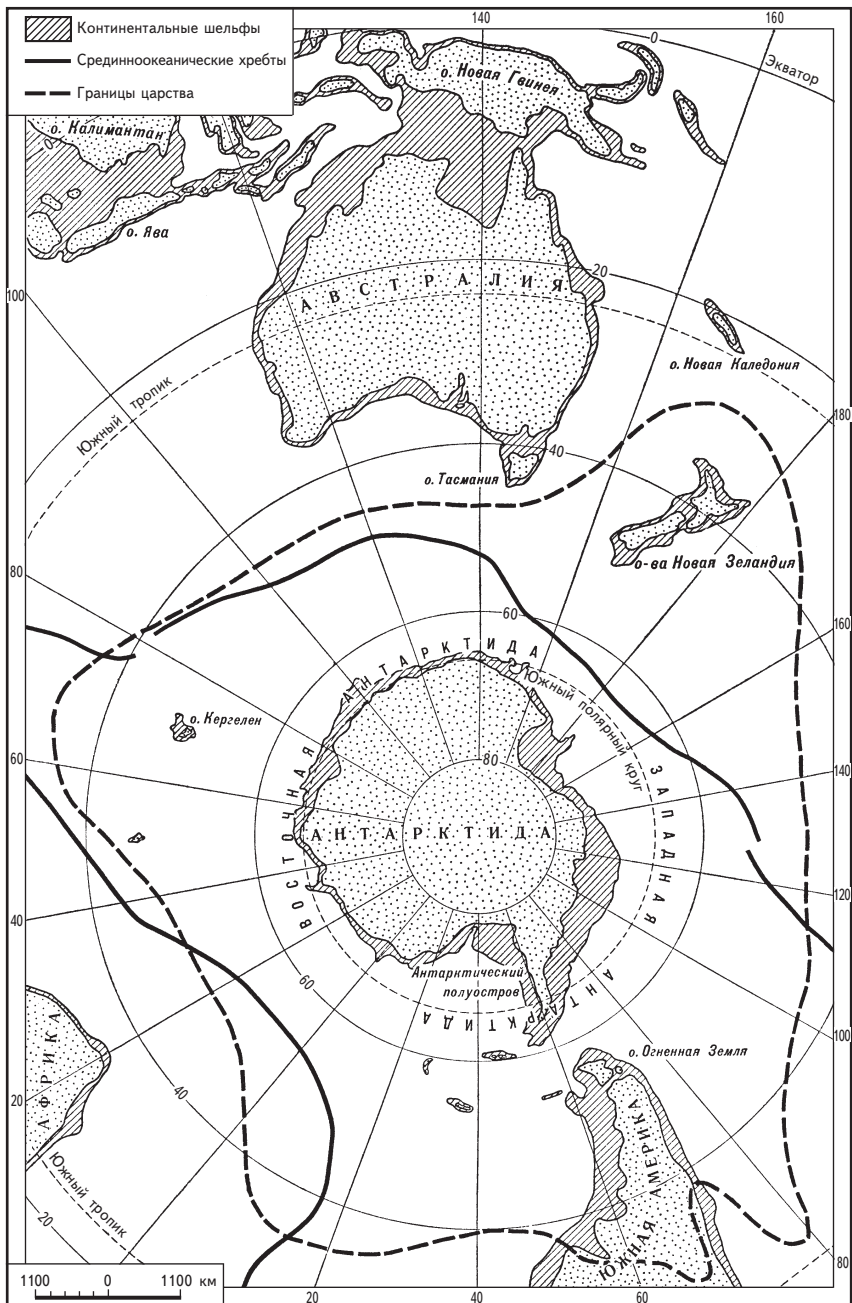 Континентальные шельфы
Срединноокеанические хребты
Границы царства
140
160
0
Экватор
о. Новая Гвинея
о. Калимантан
0
о. Ява
100
20
АВСТРАЛИЯ
о. Новая Каледония
Южный тропик
180
40
о. Тасмания
о-ва Новая Зеландия
80
60
160
ВОСТОЧНАЯ АНТАРКТИДА
Южный полярный круг
о. Кергелен
60
80
140
ЗАПАДНАЯ АНТАРКТИДА
АНТАРКТИДА
120
40
60
Антарктический
полуостров
100
о. Огненная Земля
АФРИКА
40
20
ЮЖНАЯ АМЕРИКА
Южный тропик
20
80
1100 0 1100 км
20
40
60